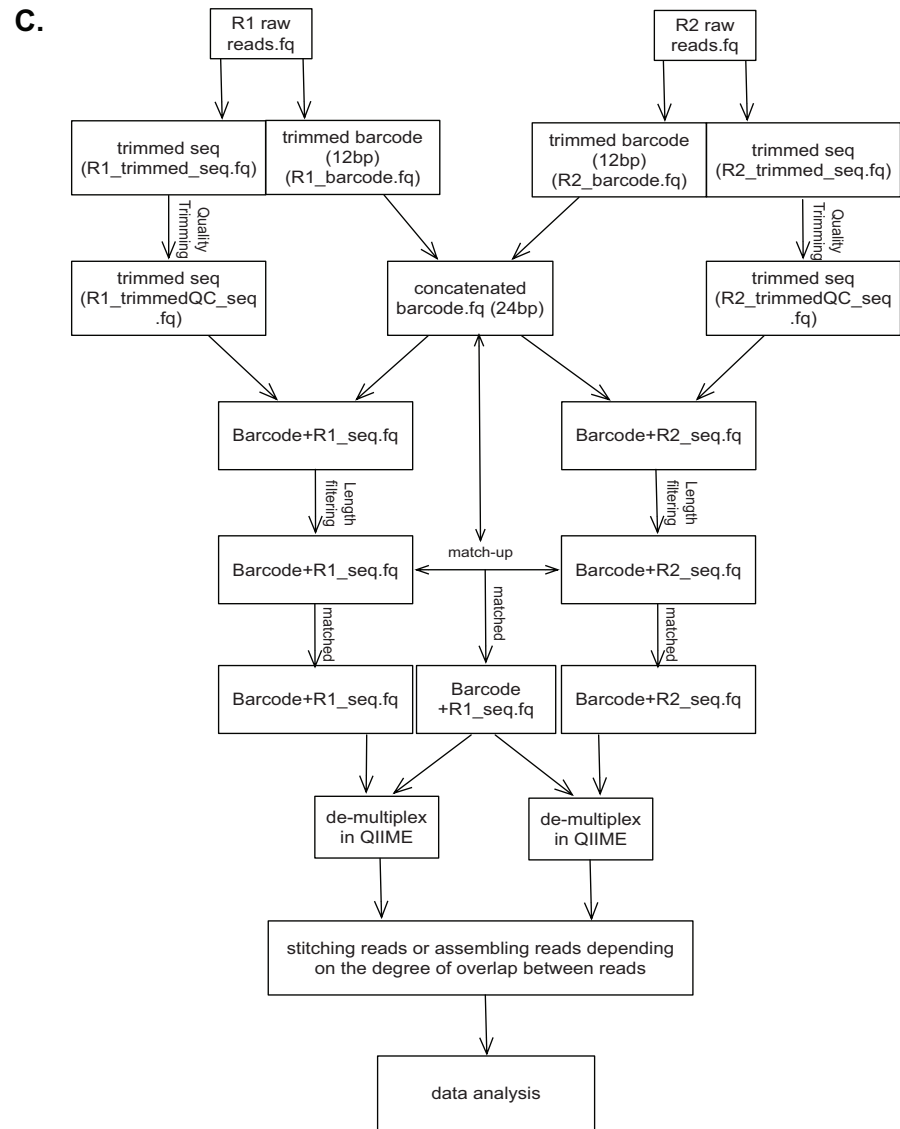 C.
R1 raw
reads.fq
R2 raw
reads.fq
trimmed seq
(R1_trimmed_seq.fq)
trimmed barcode
(12bp)
(R1_barcode.fq)
trimmed barcode
(12bp)
(R2_barcode.fq)
trimmed seq
(R2_trimmed_seq.fq)
Quality
Trimming
Quality
Trimming
trimmed seq
(R1_trimmedQC_seq
.fq)
concatenated
barcode.fq (24bp)
trimmed seq
(R2_trimmedQC_seq
.fq)
Barcode+R1_seq.fq
Barcode+R2_seq.fq
Length
filtering
Length
filtering
Barcode+R1_seq.fq
match-up
Barcode+R2_seq.fq
matched
matched
matched
Barcode+R1_seq.fq
Barcode
+R1_seq.fq
Barcode+R2_seq.fq
de-multiplex
in QIIME
de-multiplex
in QIIME
stitching reads or assembling reads depending
on the degree of overlap between reads
data analysis